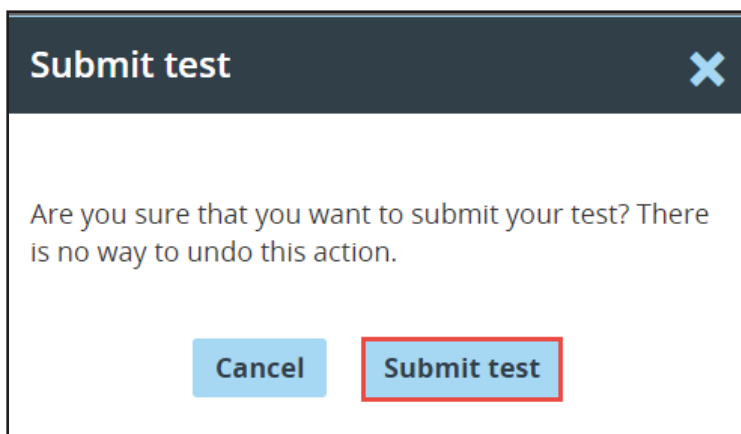 Submit test
Are you sure that you want to submit your test? There
is no way to undo this action.
Cancel
Submit test